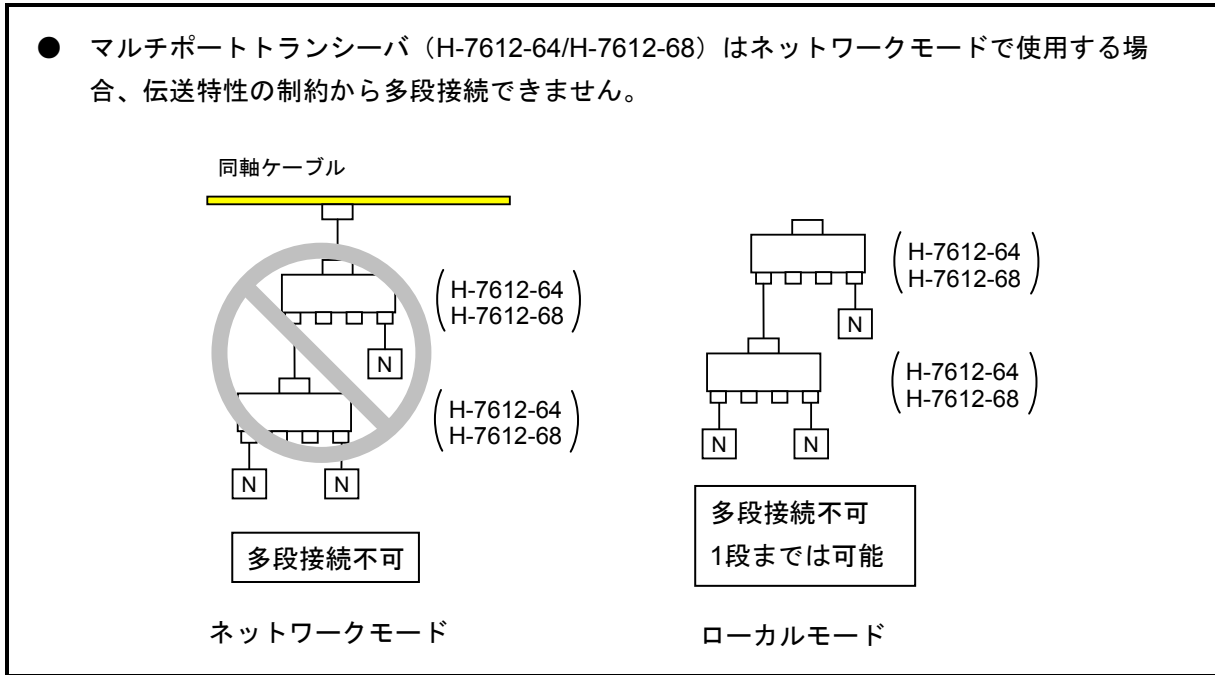 ● マルチポートトランシーバ（H-7612-64/H-7612-68）はネットワークモードで使用する場
合、伝送特性の制約から多段接続できません。
同軸ケーブル
H-7612-64
H-7612-68
N
H-7612-64
H-7612-68
N N
多段接続不可
ネットワークモード
H-7612-64
H-7612-68
N
H-7612-64
H-7612-68
N N
多段接続不可
1段までは可能
ローカルモード